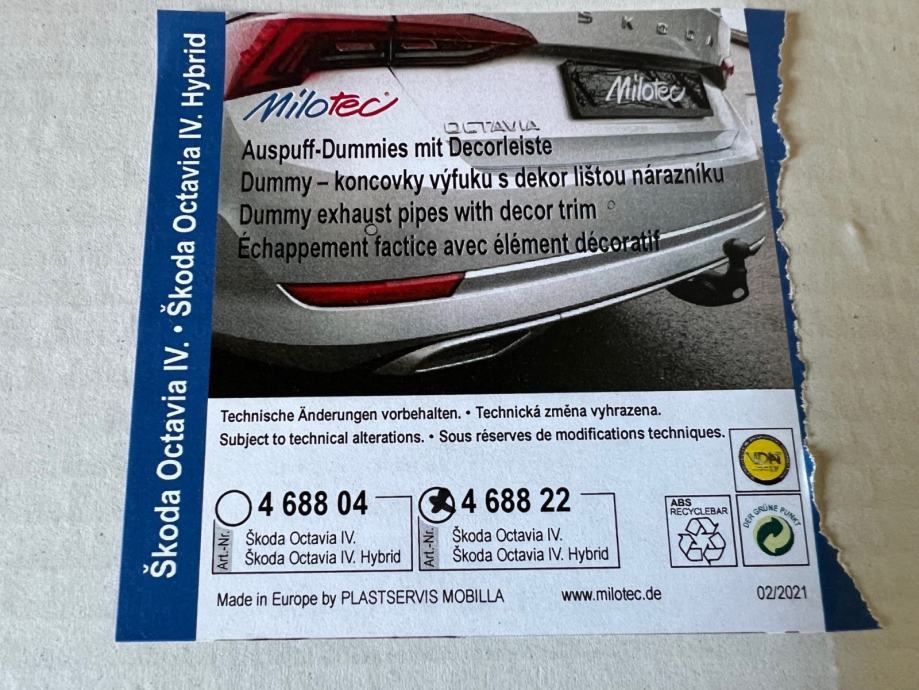 Škoda Octavia IV. • Škoda Octavia IV. Hybrid
ŠKODA
Milotec
Milotec
OCTAVIA
Auspuff-Dummies mit Decorleiste
Dummy – koncovky výfuku s dekor lištou nárazníku
Dummy exhaust pipes with decor trim
Échappement factice avec élément décoratif
Technische Änderungen vorbehalten. • Technická změna vyhrazena.
Subject to technical alterations. • Sous réserves de modifications techniques.
VDAT
4 688 04
Art.-Nr.
Škoda Octavia IV.
Škoda Octavia IV. Hybrid
4 688 22
Art.-Nr.
Škoda Octavia IV.
Škoda Octavia IV. Hybrid
ABS
RECYCLEBAR
DER GRÜNE PUNKT
Made in Europe by PLASTSERVIS MOBILLA
www.milotec.de
02/2021